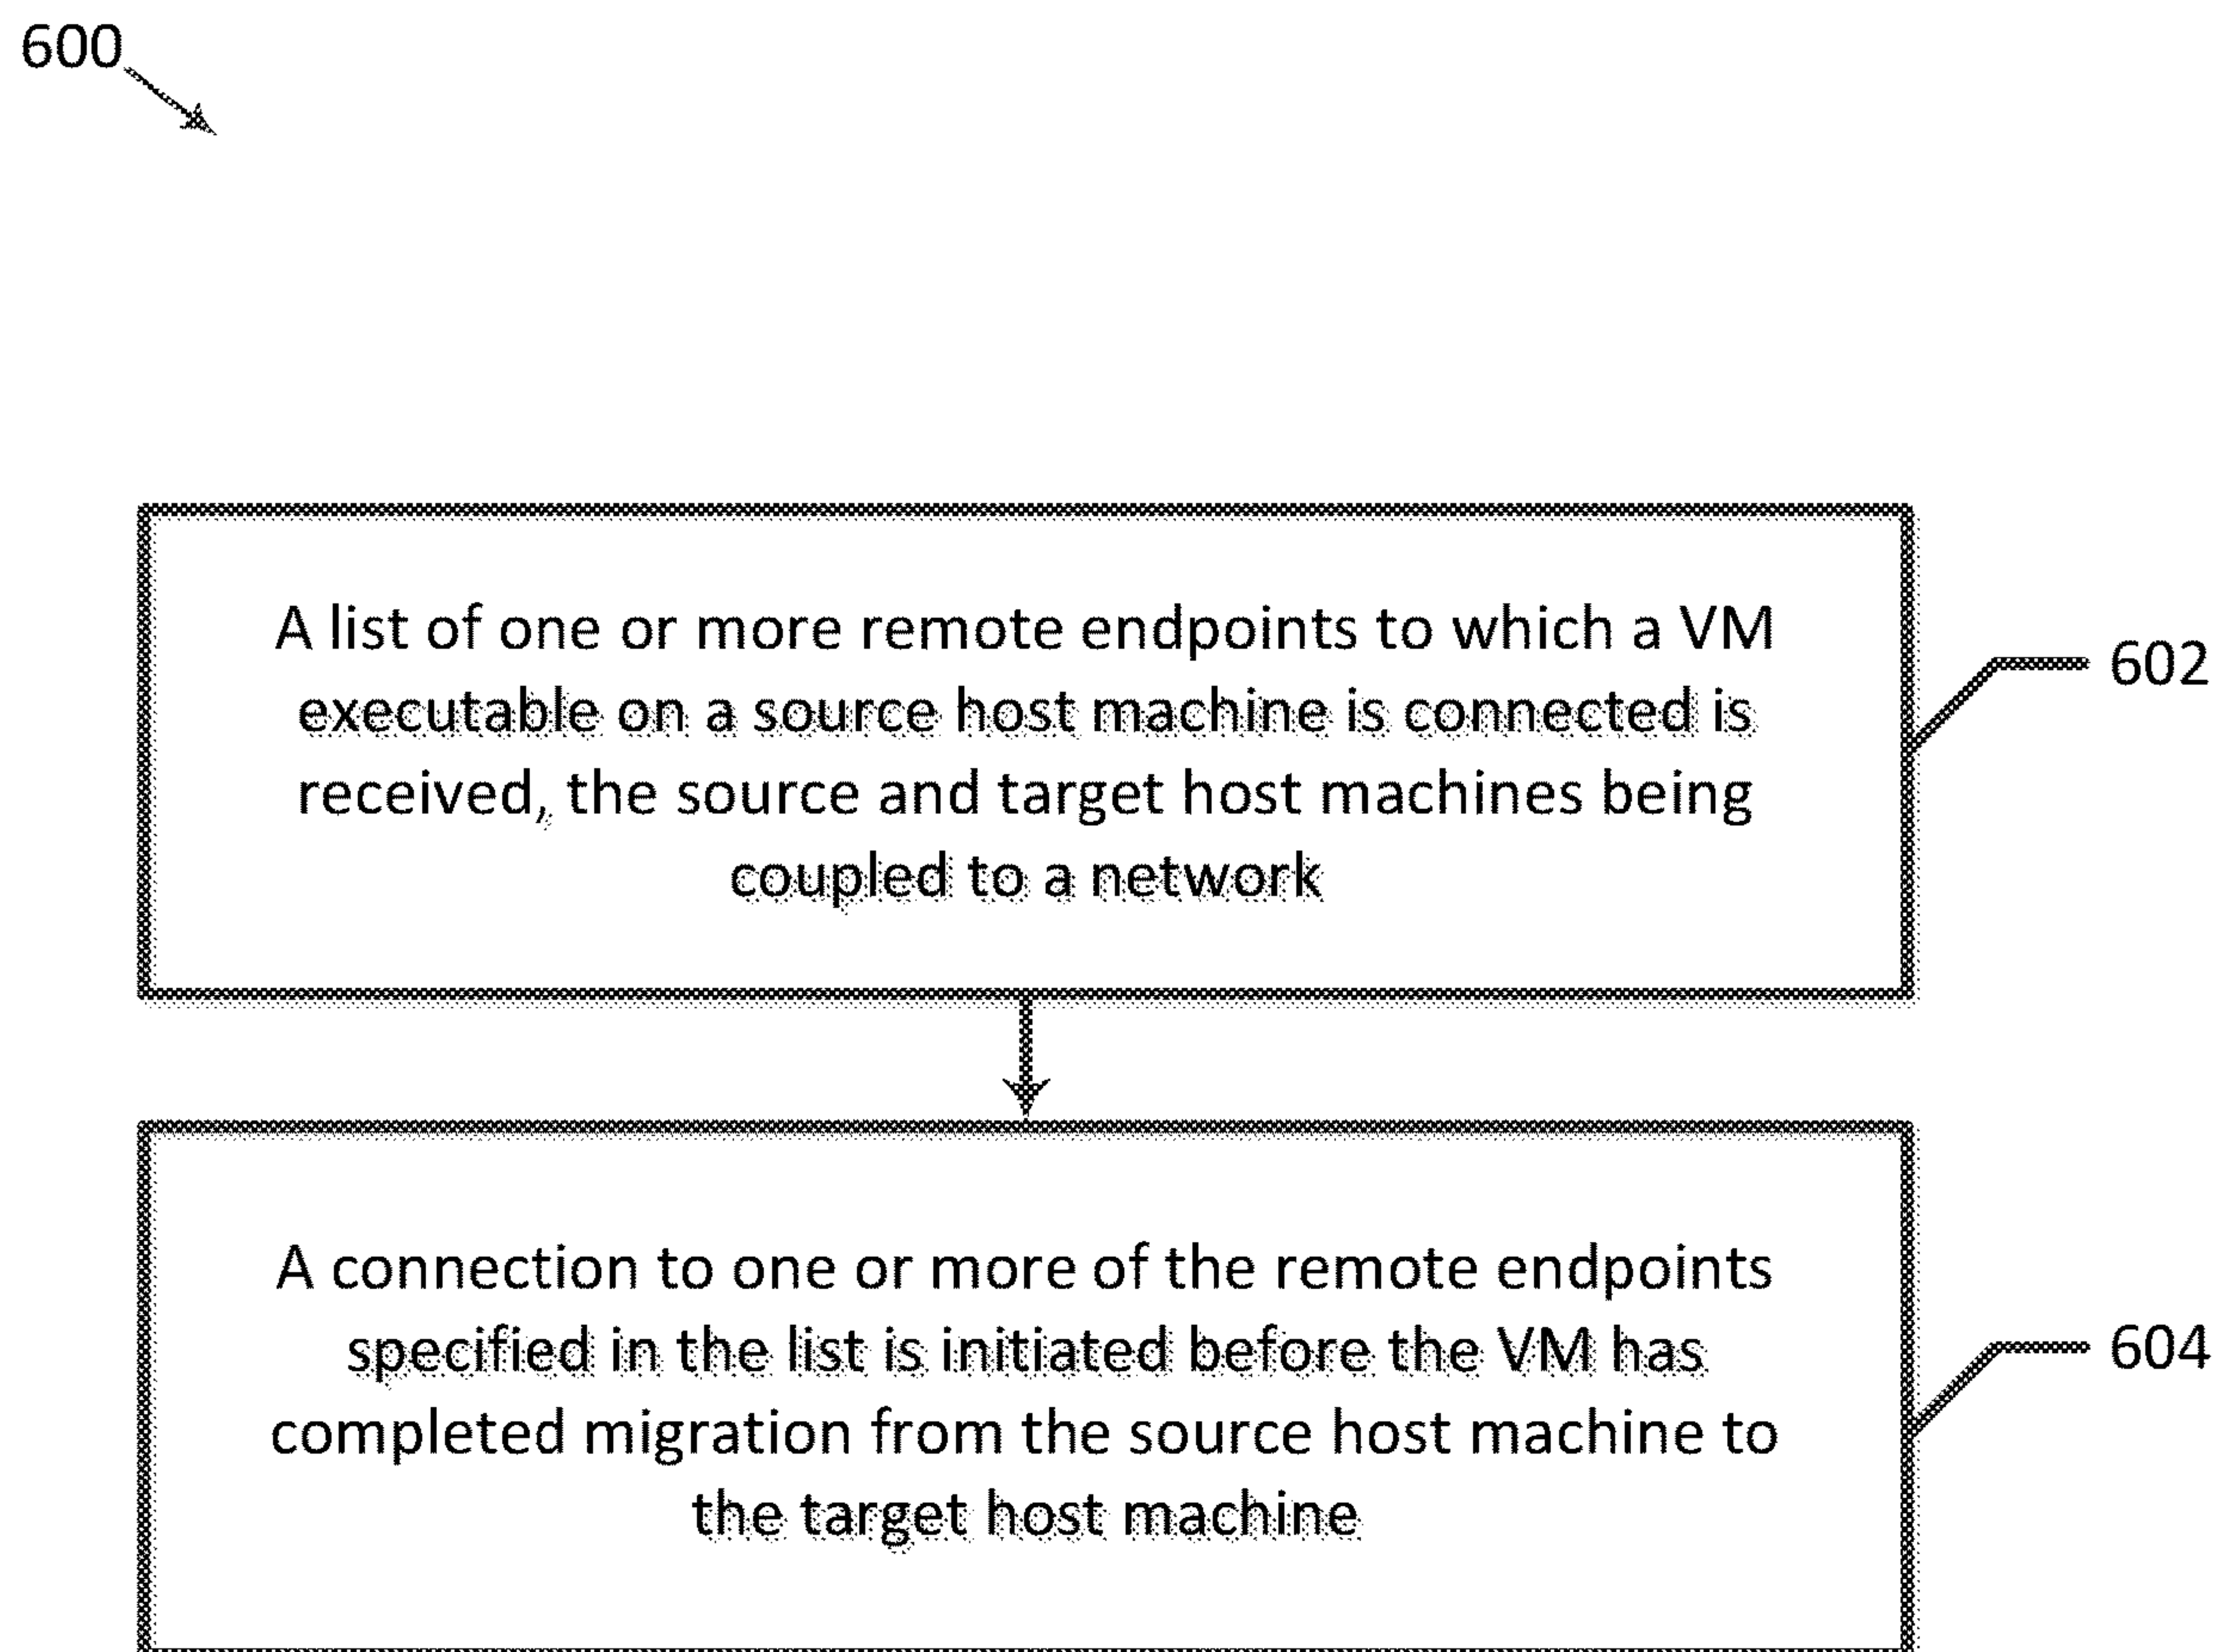 600
A list of one or more remote endpoints to which a VM
executable on a source host machine is connected is
received, the source and target host machines being
coupled to a network
602
A connection to one or more of the remote endpoints
specified in the list is initiated before the VM has
completed migration from the source host machine to
the target host machine
604